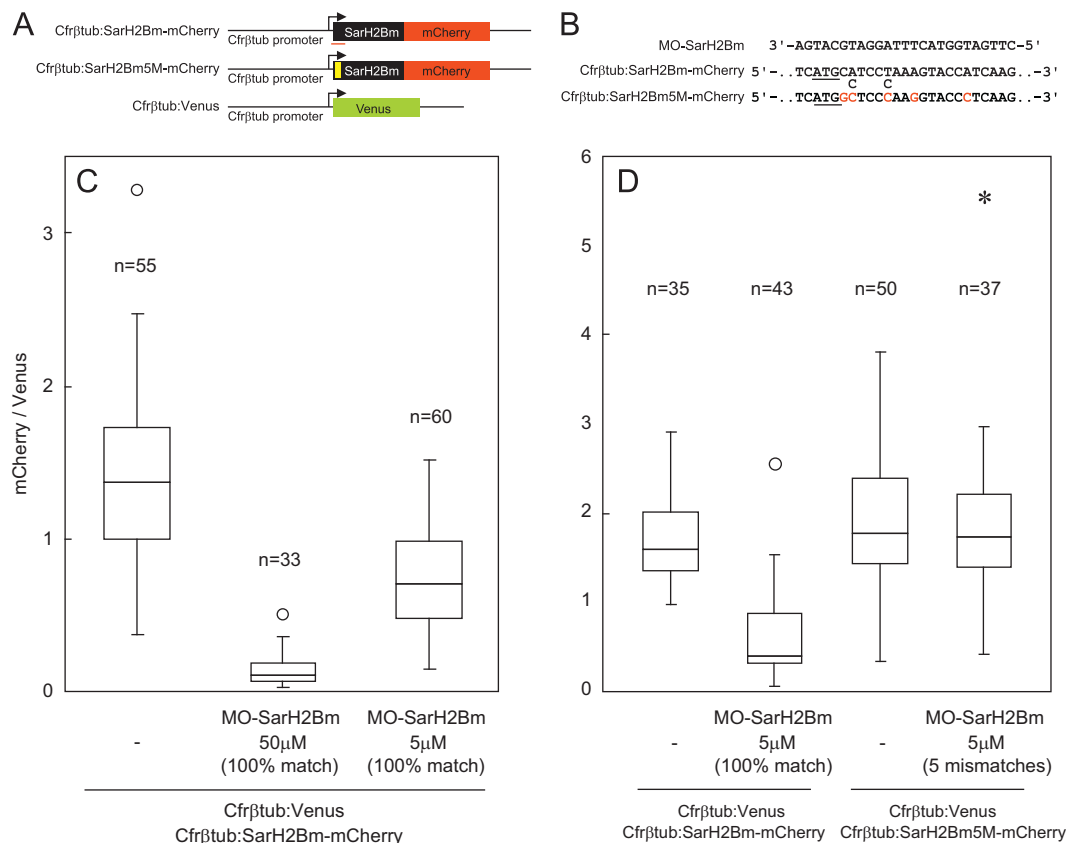 A
Cfrβtub:SarH2Bm-mCherry
Cfrβtub promoter
SarH2Bm
mCherry
Cfrβtub:SarH2Bm5M-mCherry
Cfrβtub promoter
SarH2Bm
mCherry
Cfrβtub:Venus
Cfrβtub promoter
Venus
B
MO-SarH2Bm 3'-AGTACGTAGGATTTCATGGTAGTTC-5'
Cfrβtub:SarH2Bm-mCherry 5'-..TCATGCATCCTAAAGTACCATCAAG..-3'
C C
Cfrβtub:SarH2Bm5M-mCherry 5'-..TCATGGCTCCCAAGGTACCCTCAAG..-3'
C
mCherry / Venus
3
2
1
0
n=55
n=33
n=60
-
MO-SarH2Bm
50μM
(100% match)
MO-SarH2Bm
5μM
(100% match)
Cfrβtub:Venus
Cfrβtub:SarH2Bm-mCherry
D
6
5
4
3
2
1
0
n=35
n=43
n=50
n=37
*
-
MO-SarH2Bm
5μM
(100% match)
-
MO-SarH2Bm
5μM
(5 mismatches)
Cfrβtub:Venus
Cfrβtub:SarH2Bm-mCherry
Cfrβtub:Venus
Cfrβtub:SarH2Bm5M-mCherry